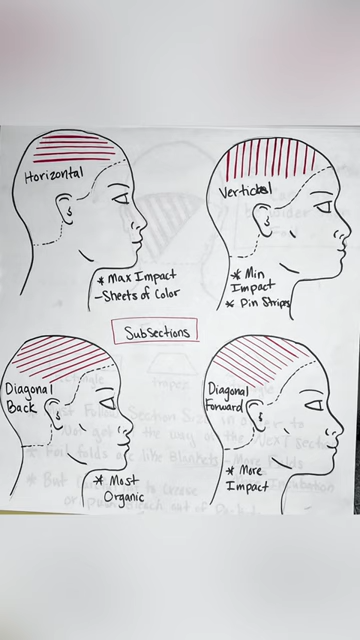 Horizontal
* Max Impact
- Sheets of Color
Vertical
* Min
Impact
* Pin Stripes
SubSections
Diagonal
Back
* Most
Organic
Diagonal
Forward
* More
Impact